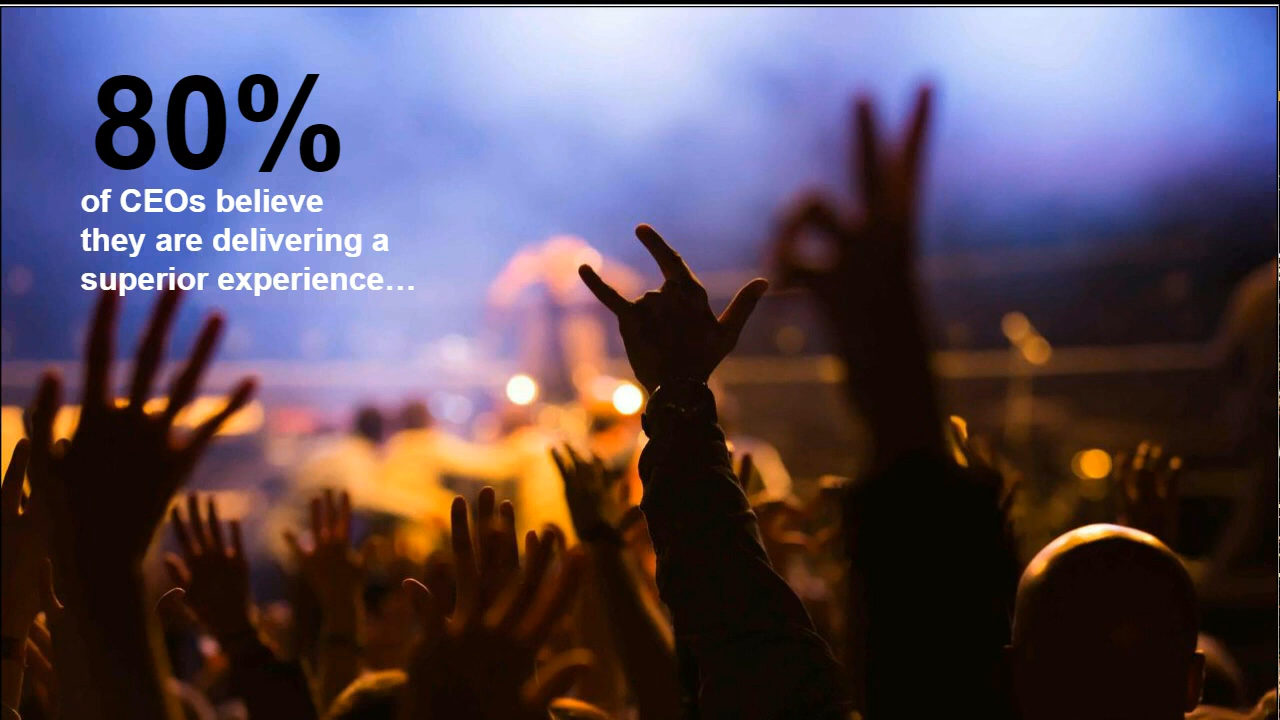 80%
of CEOs believe
they are delivering a
superior experience…